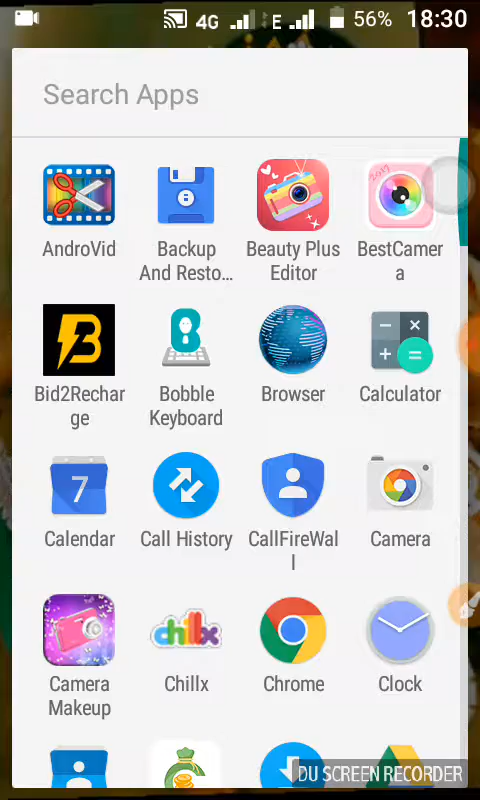 4G E 56% 18:30
Search Apps
2019
AndroVid Backup Beauty Plus BestCamer
And Resto... Editor a
B
Bid2Rechar Bobble Browser Calculator
ge Keyboard
7
Calendar Call History CallFireWal Camera
l
chillx
Camera Chillx Chrome Clock
Makeup
DU SCREEN RECORDER